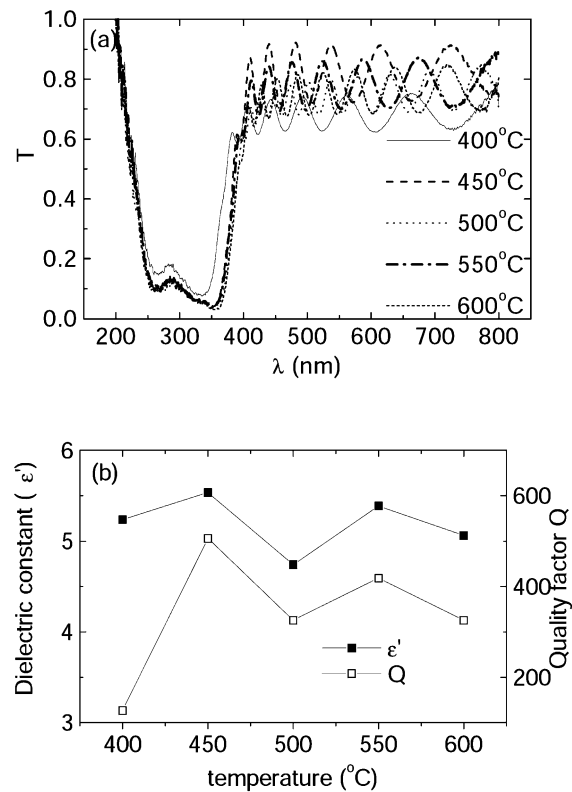 (a)
1.0
0.8
0.6
0.4
0.2
0.0
T
400°C
450°C
500°C
550°C
600°C
200 300 400 500 600 700 800
λ (nm)
(b)
6
5
4
3
Dielectric constant ( ε')
600
400
200
Quality factor Q
ε'
Q
400 450 500 550 600
temperature (°C)